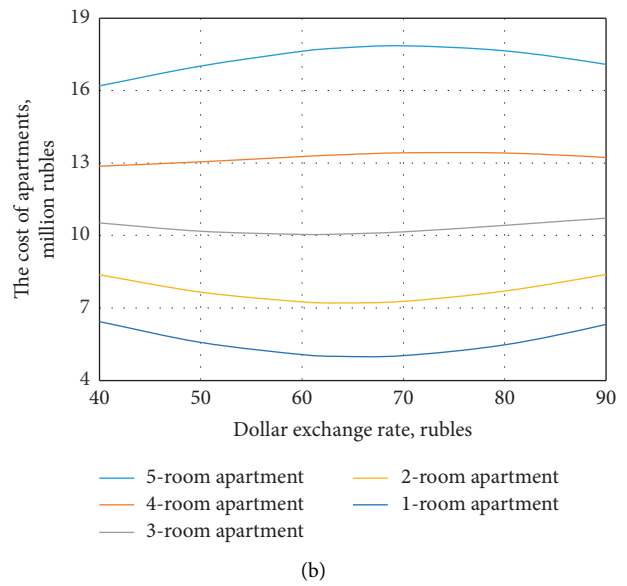 19
16
13
10
7
4
The cost of apartments,
million rubles
40 50 60 70 80 90
Dollar exchange rate, rubles
5-room apartment
4-room apartment
3-room apartment
2-room apartment
1-room apartment
(b)